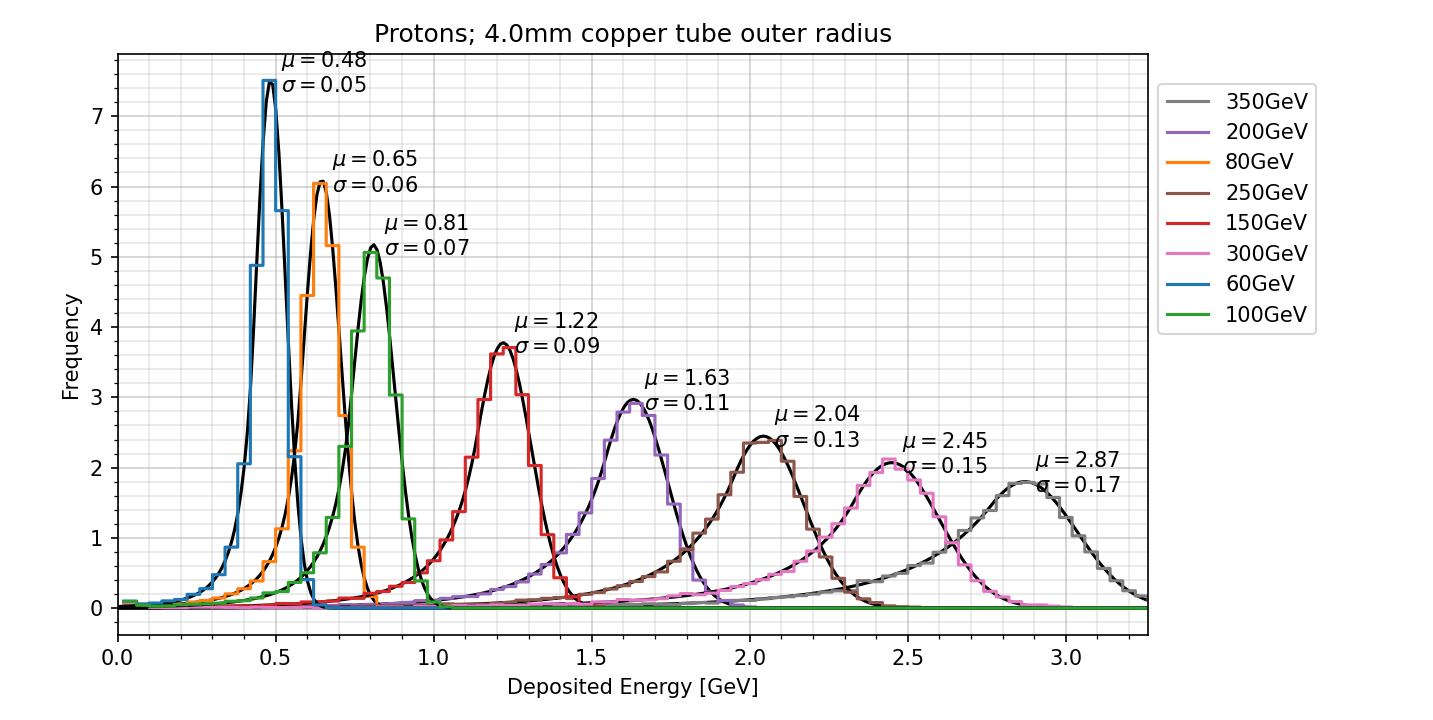 Protons; 4.0mm copper tube outer radius
μ = 0.48
σ = 0.05
μ = 0.65
σ = 0.06
μ = 0.81
σ = 0.07
μ = 1.22
σ = 0.09
μ = 1.63
σ = 0.11
μ = 2.04
σ = 0.13
μ = 2.45
σ = 0.15
μ = 2.87
σ = 0.17
Frequency
7
6
5
4
3
2
1
0
0.0 0.5 1.0 1.5 2.0 2.5 3.0
Deposited Energy [GeV]
350GeV
200GeV
80GeV
250GeV
150GeV
300GeV
60GeV
100GeV